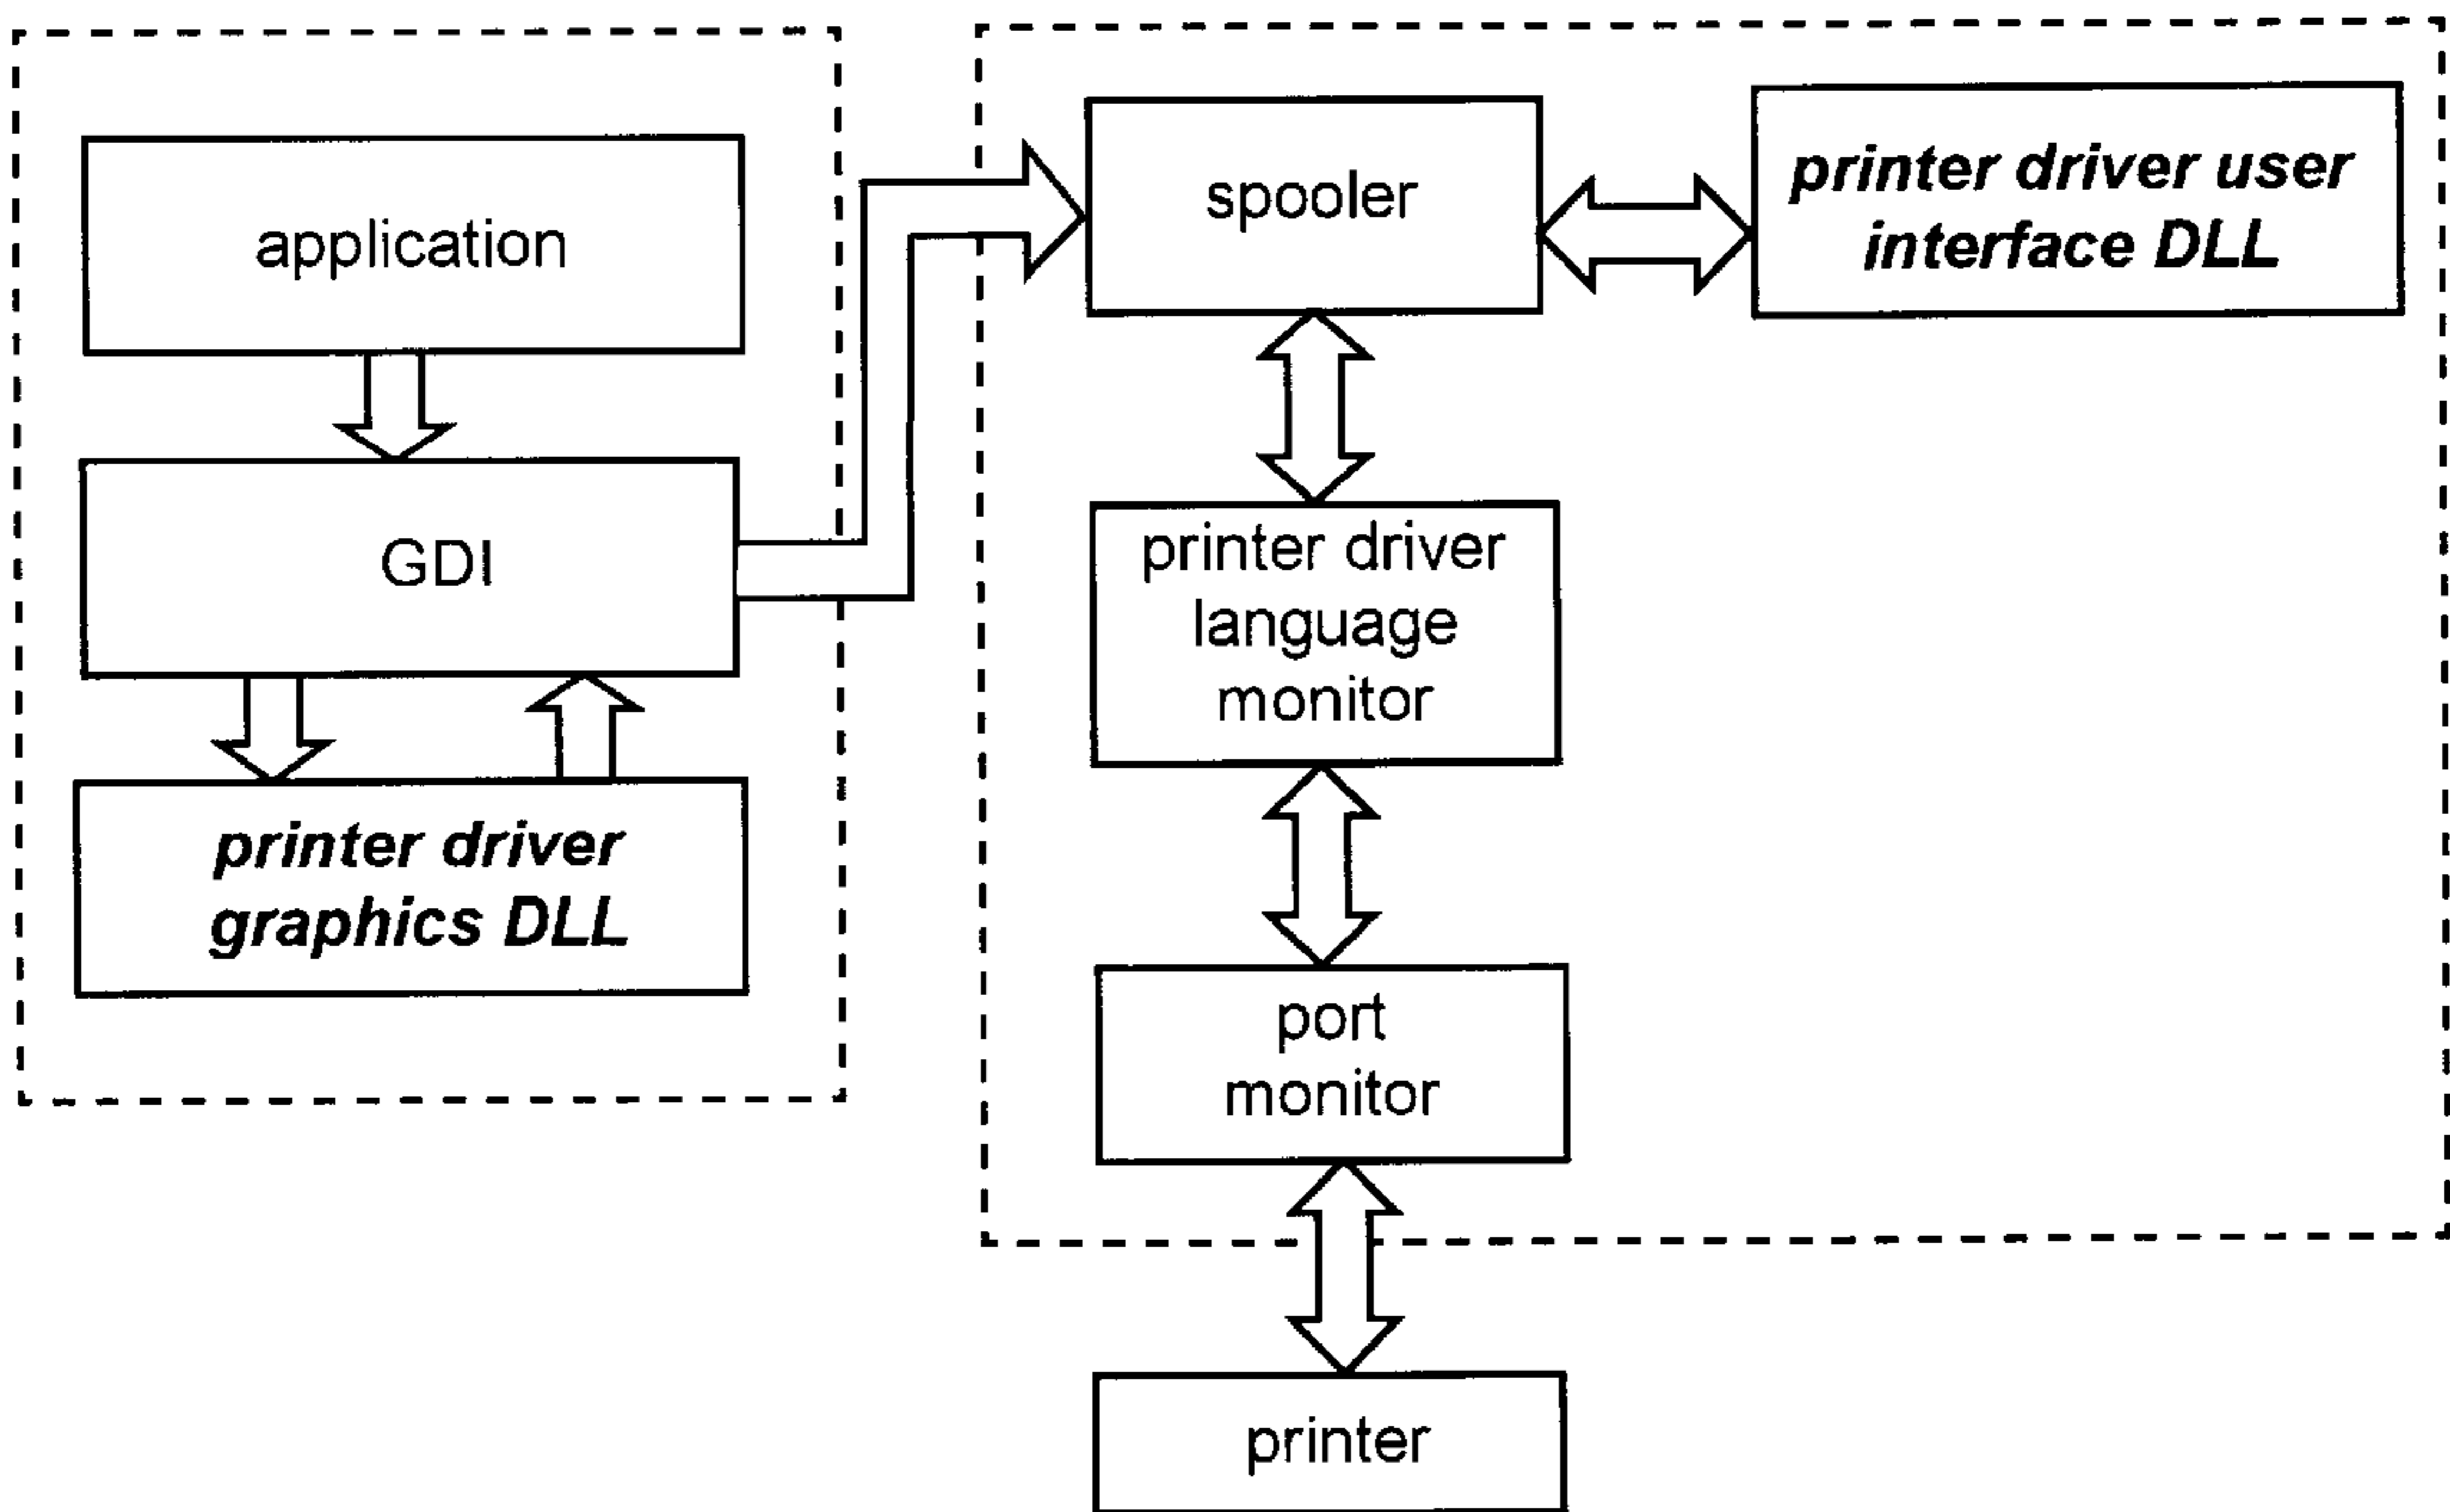 application
GDI
printer driver
graphics DLL
spooler
printer driver user
interface DLL
printer driver
language
monitor
port
monitor
printer